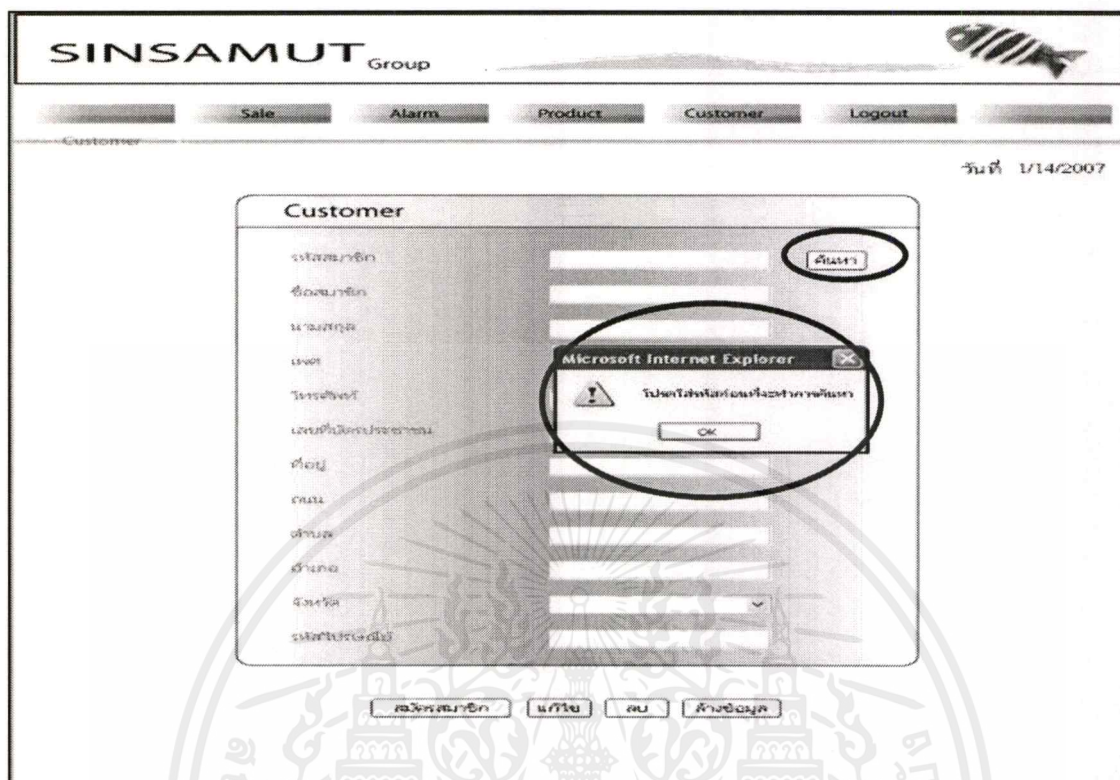 SINSAMUT Group
Sale Alarm Product Customer Logout
Customer
วันที่ 1/14/2007
Customer
รหัสสมาชิก ค้นหา
ชื่อสมาชิก
นามสกุล
เพศ
Microsoft Internet Explorer
โทรศัพท์
โปรดใส่รหัสก่อนที่จะทำการค้นหา
เลขที่บัตรประชาชน
OK
ที่อยู่
ถนน
ตำบล
อำเภอ
จังหวัด
รหัสไปรษณีย์
สมัครสมาชิก แก้ไข ลบ ล้างข้อมูล